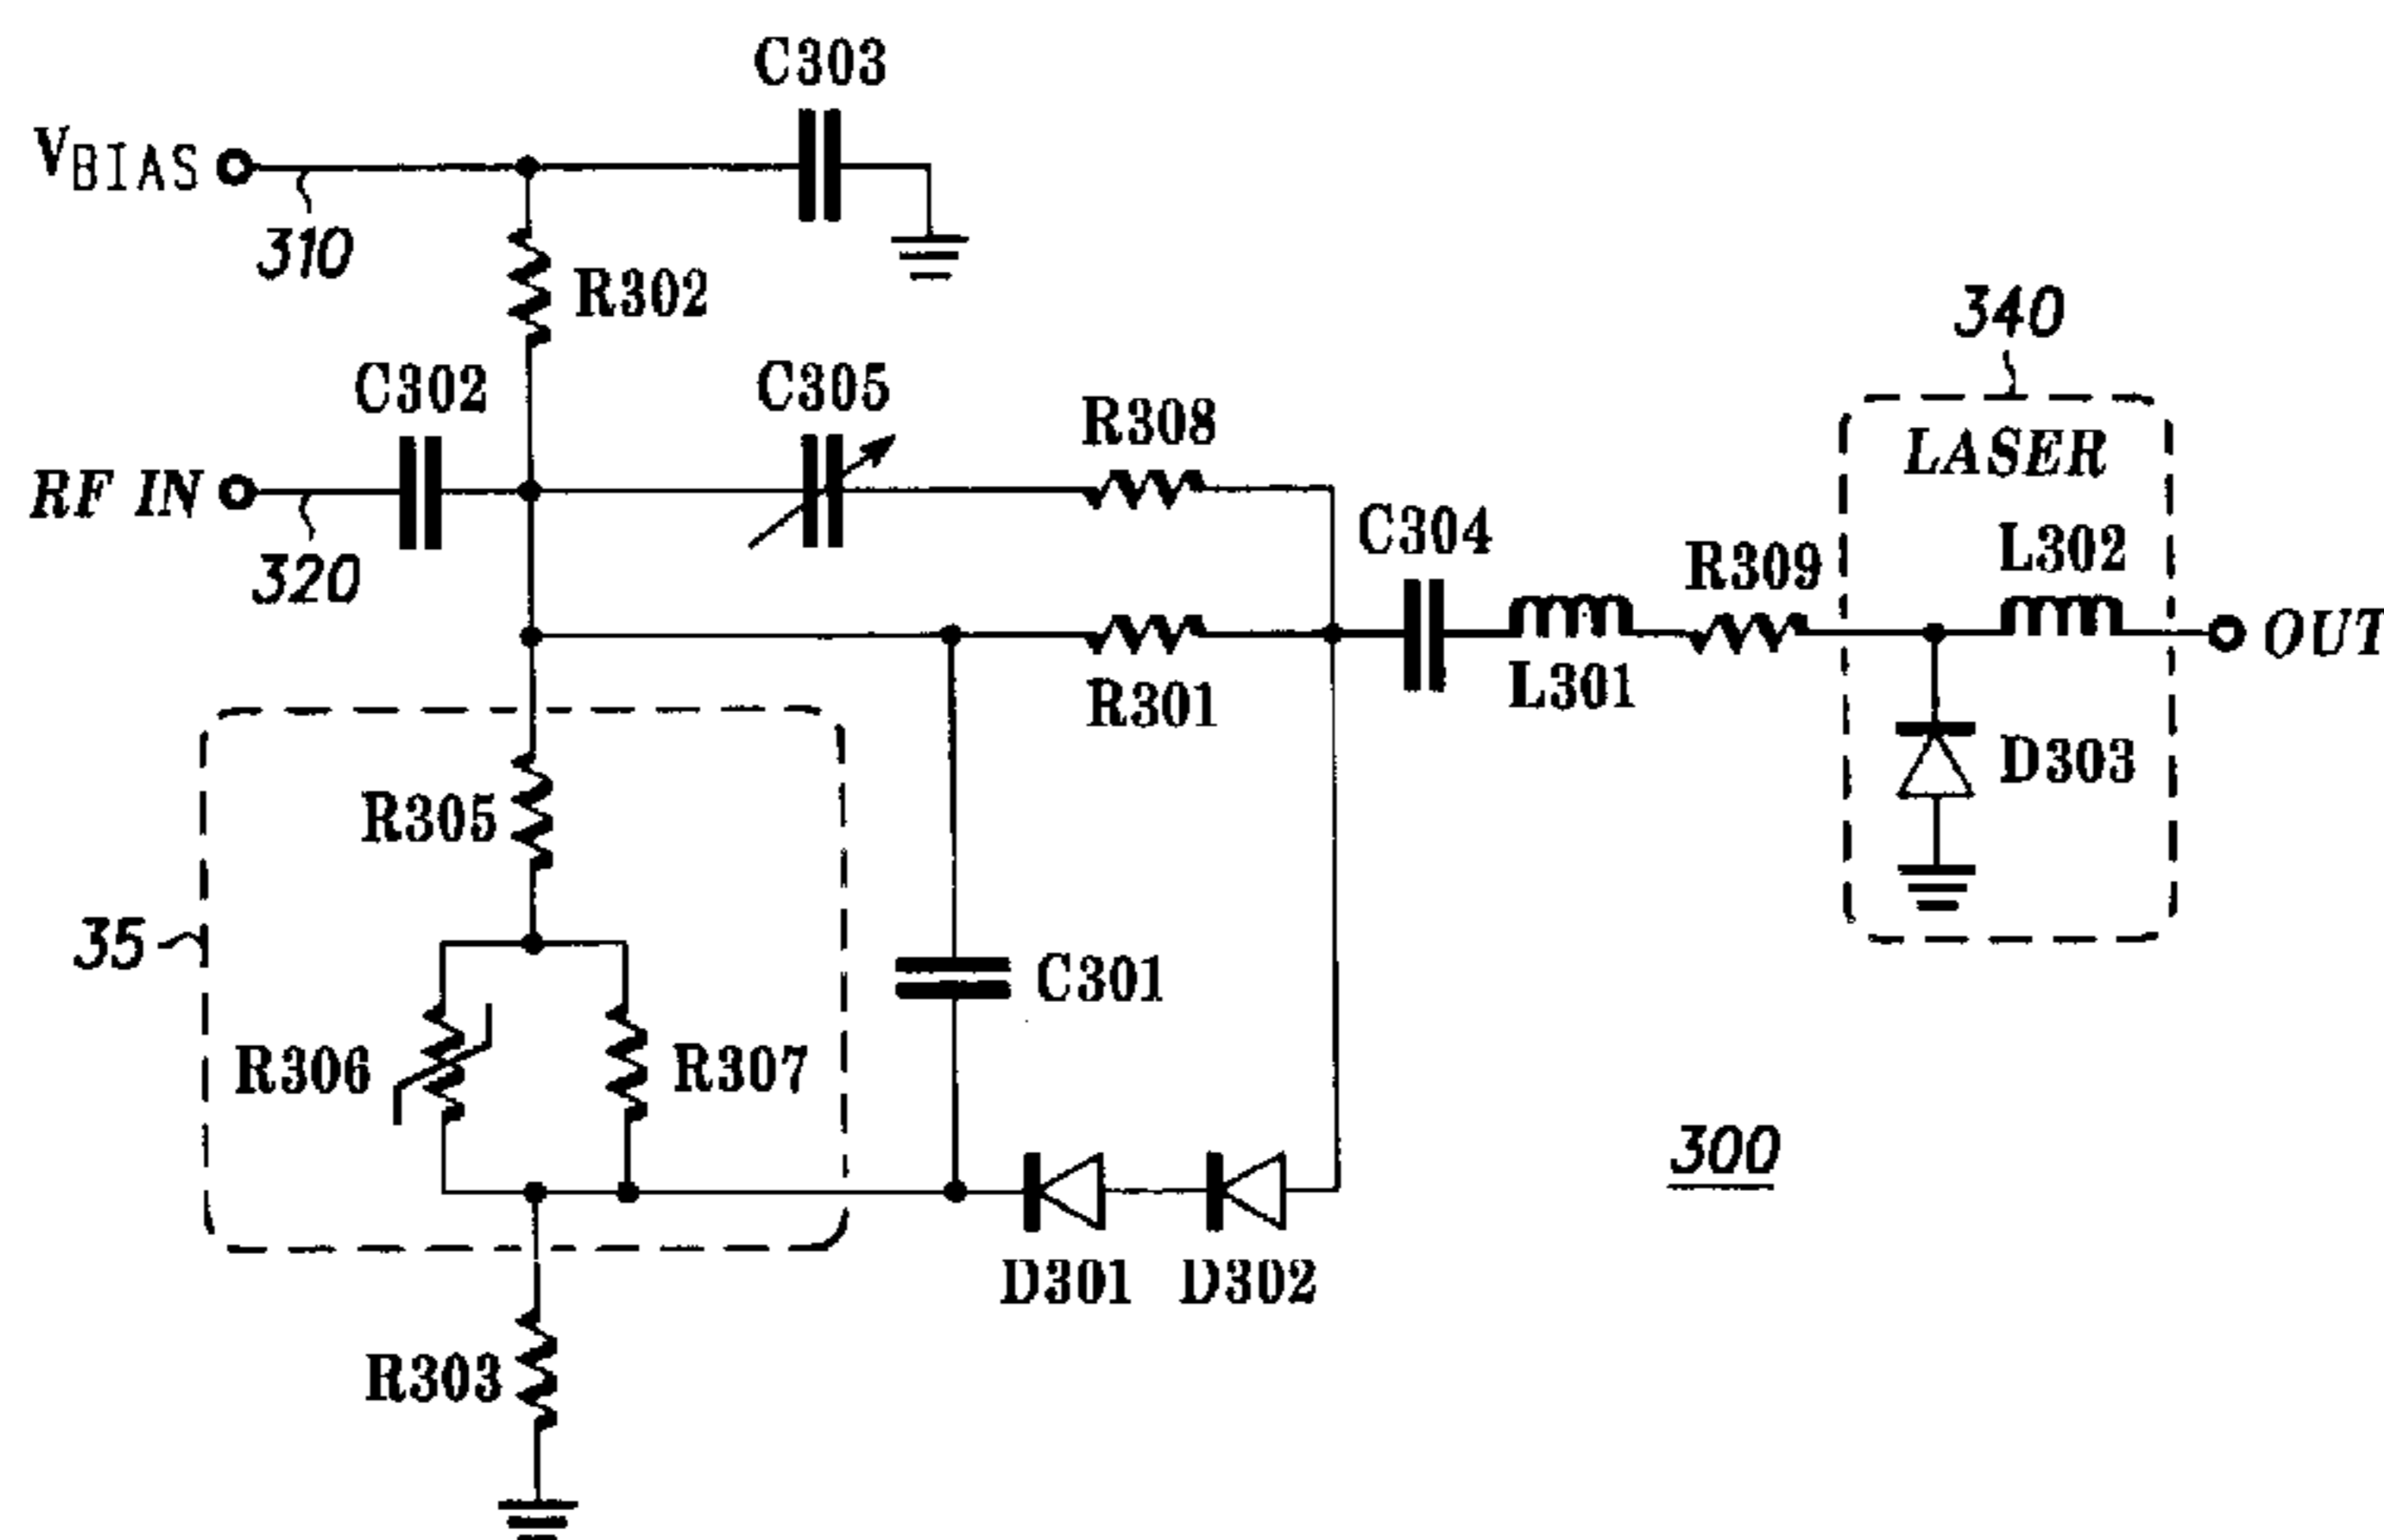 C303
VBIAS
310
R302
340
C302
C305
R308
LASER
RF IN
320
C304
R309
L302
OUT
R301
L301
D303
R305
35
C301
R306
R307
300
D301
D302
R303